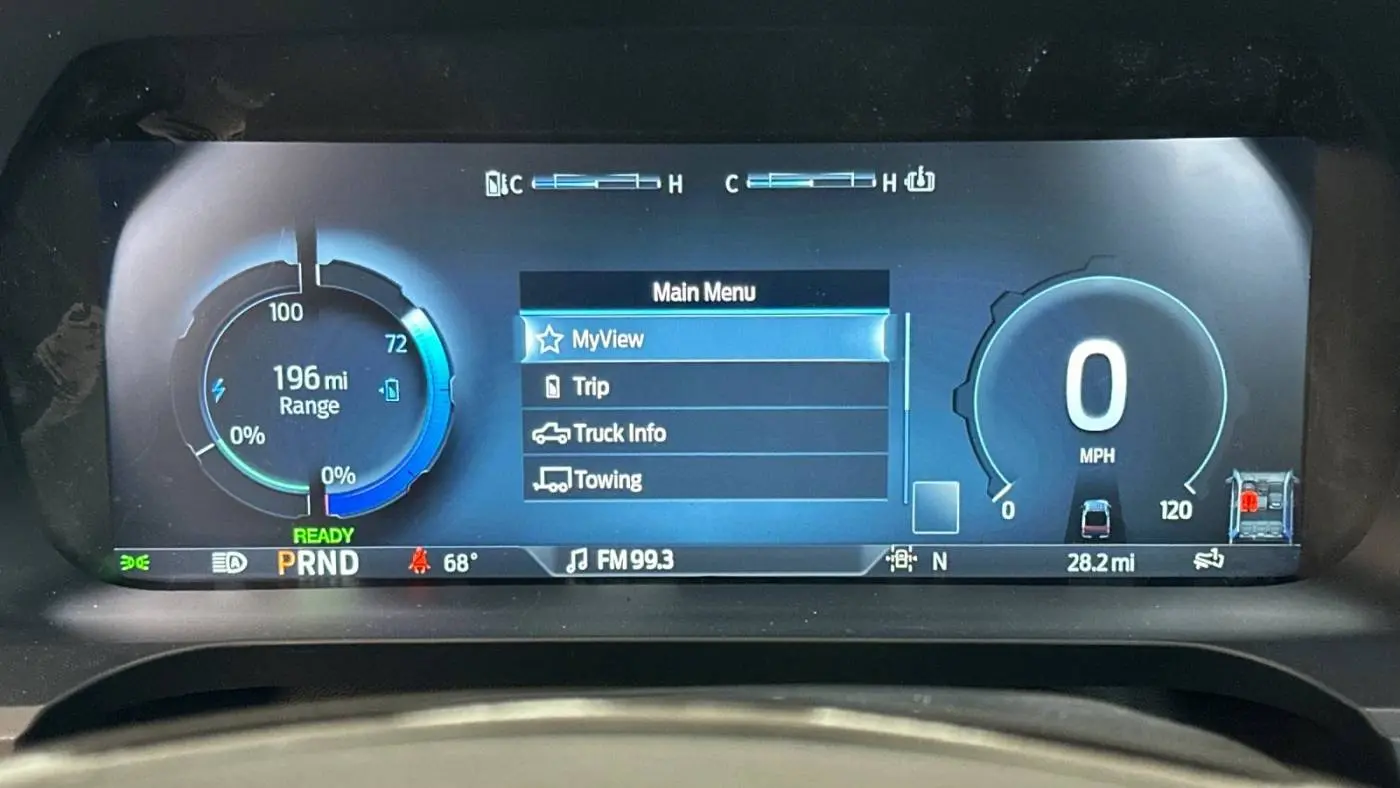 C H C H
Main Menu
MyView
Trip
Truck Info
Towing
100
72
196 mi
Range
0%
0%
0
MPH
0 120
READY
PRND 68° FM 99.3 N 28.2 mi